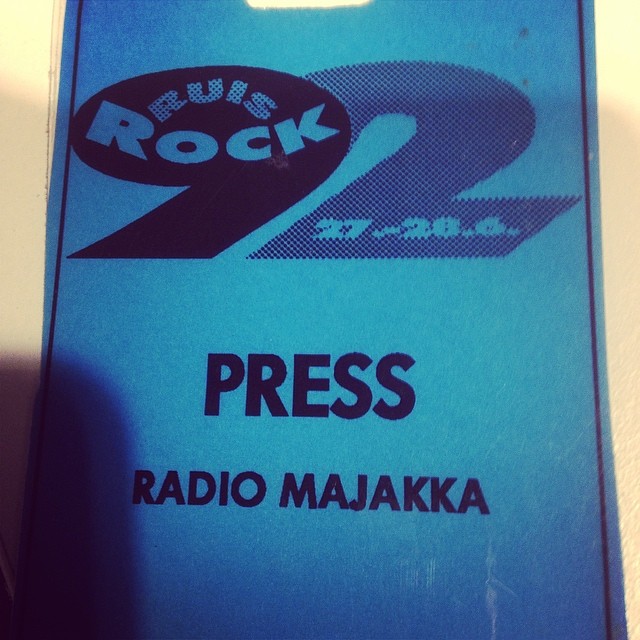 RUIS
ROCK
92
27.-28.6.
PRESS
RADIO MAJAKKA